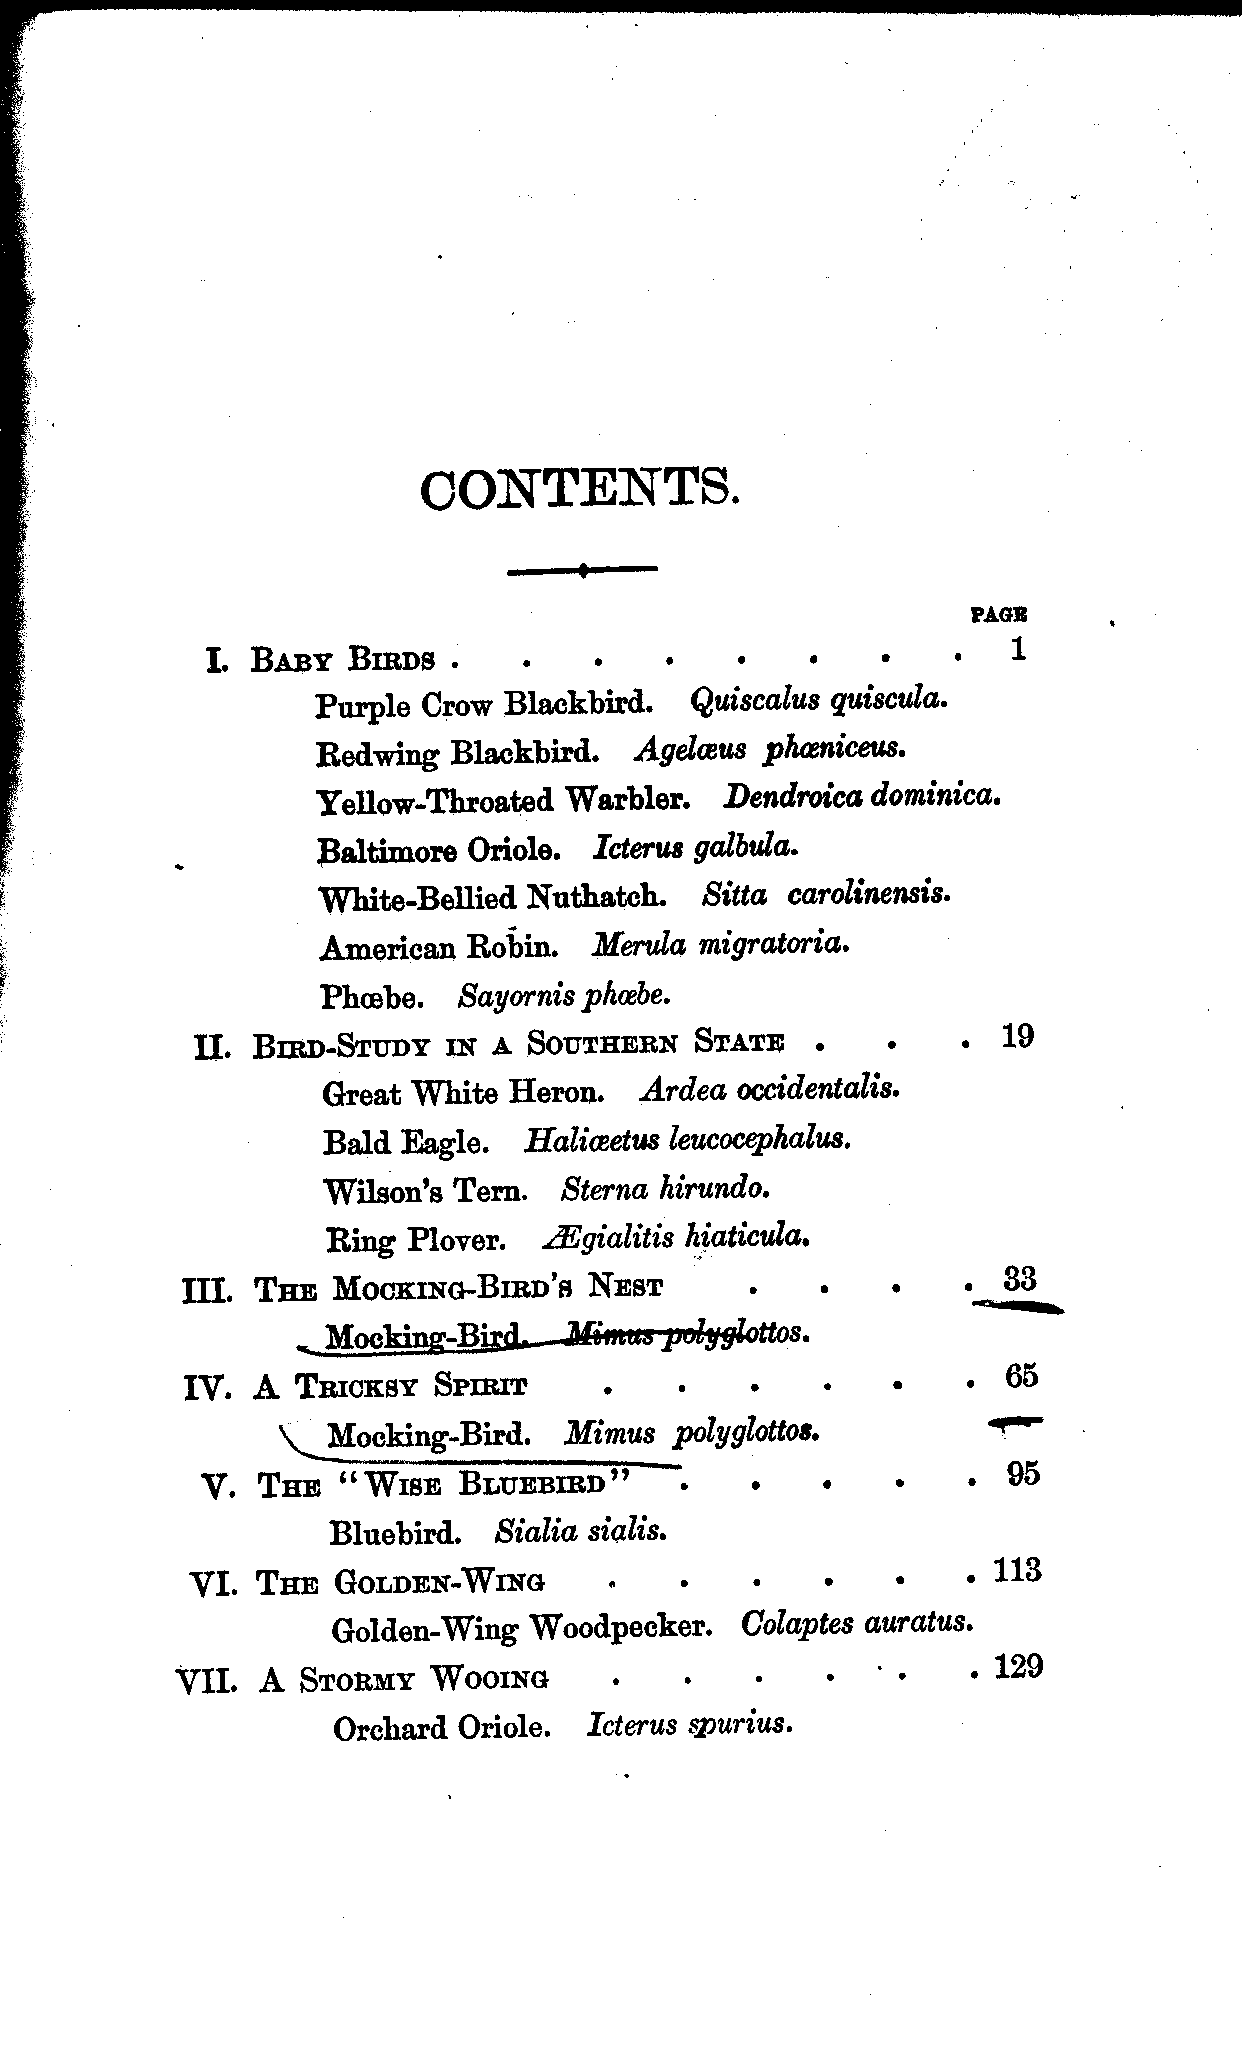 CONTENTS.
PAGE
I. BABY BIRDS . . . . . . . . 1
Purple Crow Blackbird. Quiscalus quiscula.
Redwing Blackbird. Agelæus phœniceus.
Yellow-Throated Warbler. Dendroica dominica.
Baltimore Oriole. Icterus galbula.
White-Bellied Nuthatch. Sitta carolinensis.
American Robin. Merula migratoria.
Phœbe. Sayornis phœbe.
II. BIRD-STUDY IN A SOUTHERN STATE . . . 19
Great White Heron. Ardea occidentalis.
Bald Eagle. Haliæetus leucocephalus.
Wilson's Tern. Sterna hirundo.
Ring Plover. Ægialitis hiaticula.
III. THE MOCKING-BIRD'S NEST . . . . 33
Mocking-Bird. Mimus polyglottos.
IV. A TRICKSY SPIRIT . . . . . . 65
Mocking-Bird. Mimus polyglottos.
V. THE "WISE BLUEBIRD" . . . . . 95
Bluebird. Sialia sialis.
VI. THE GOLDEN-WING . . . . . . 113
Golden-Wing Woodpecker. Colaptes auratus.
VII. A STORMY WOOING . . . . . . 129
Orchard Oriole. Icterus spurius.